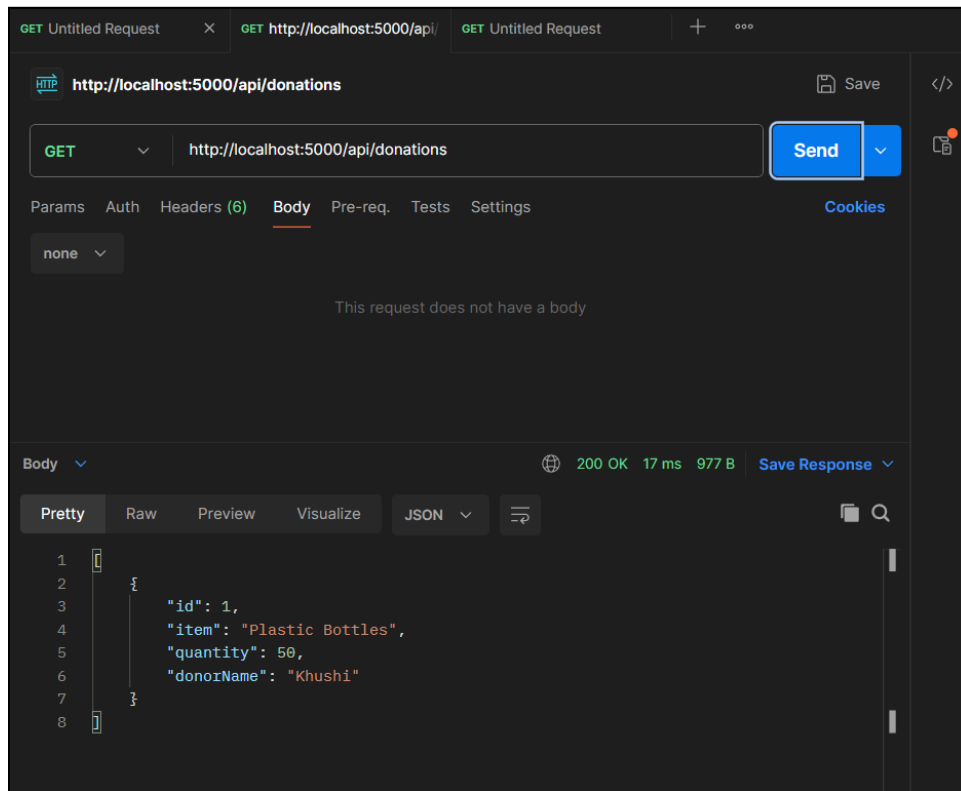 GET Untitled Request × GET http://localhost:5000/api/ GET Untitled Request + ooo
HTTP http://localhost:5000/api/donations Save </>
GET http://localhost:5000/api/donations Send
Params Auth Headers (6) Body Pre-req. Tests Settings Cookies
none
This request does not have a body
Body 200 OK 17 ms 977 B Save Response
Pretty Raw Preview Visualize JSON
1 [
2 {
3 "id": 1,
4 "item": "Plastic Bottles",
5 "quantity": 50,
6 "donorName": "Khushi"
7 }
8 ]